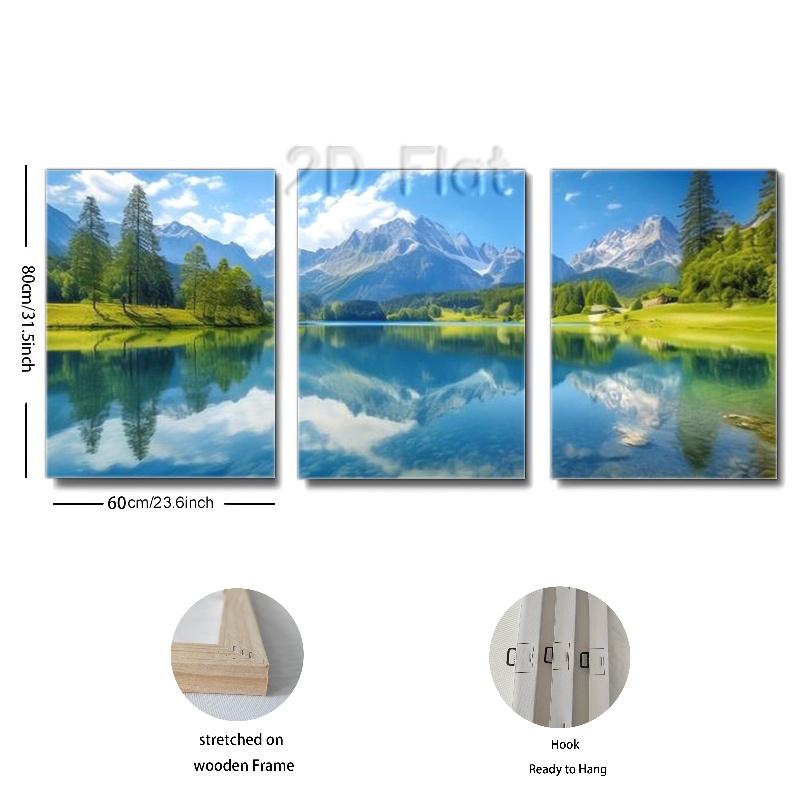 2D Flat
80cm/31.5inch
60cm/23.6inch
stretched on
wooden Frame
Hook
Ready to Hang